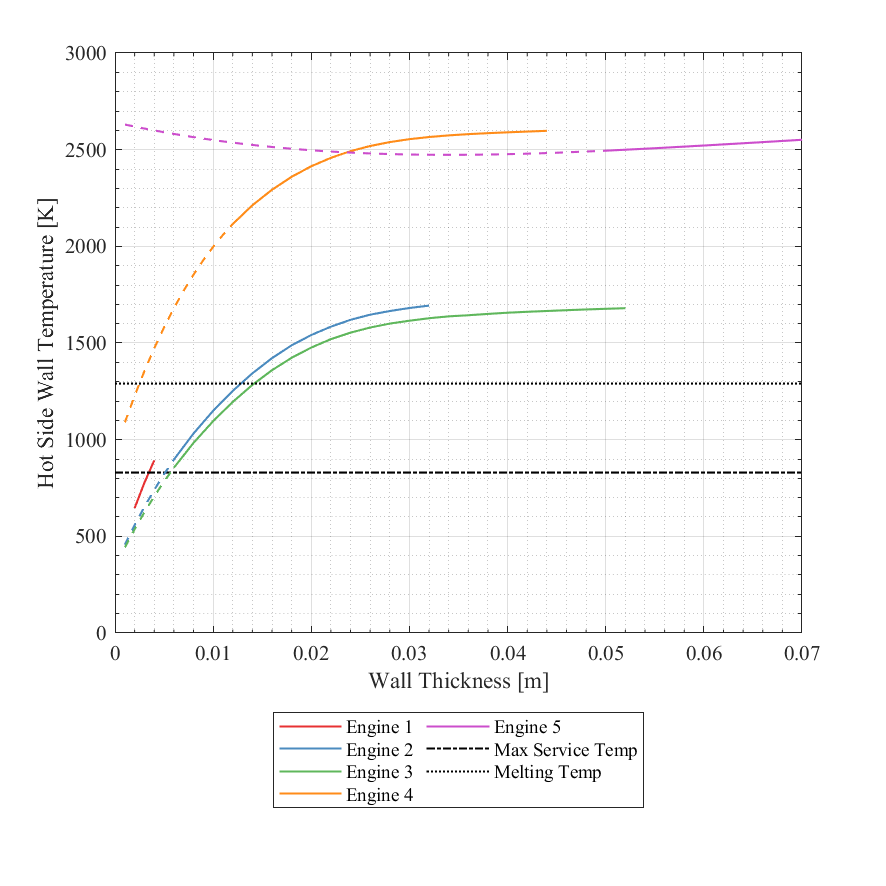 3000
2500
2000
1500
1000
500
0
Hot Side Wall Temperature [K]
0 0.01 0.02 0.03 0.04 0.05 0.06 0.07
Wall Thickness [m]
Engine 1 Engine 5
Engine 2 Max Service Temp
Engine 3 Melting Temp
Engine 4